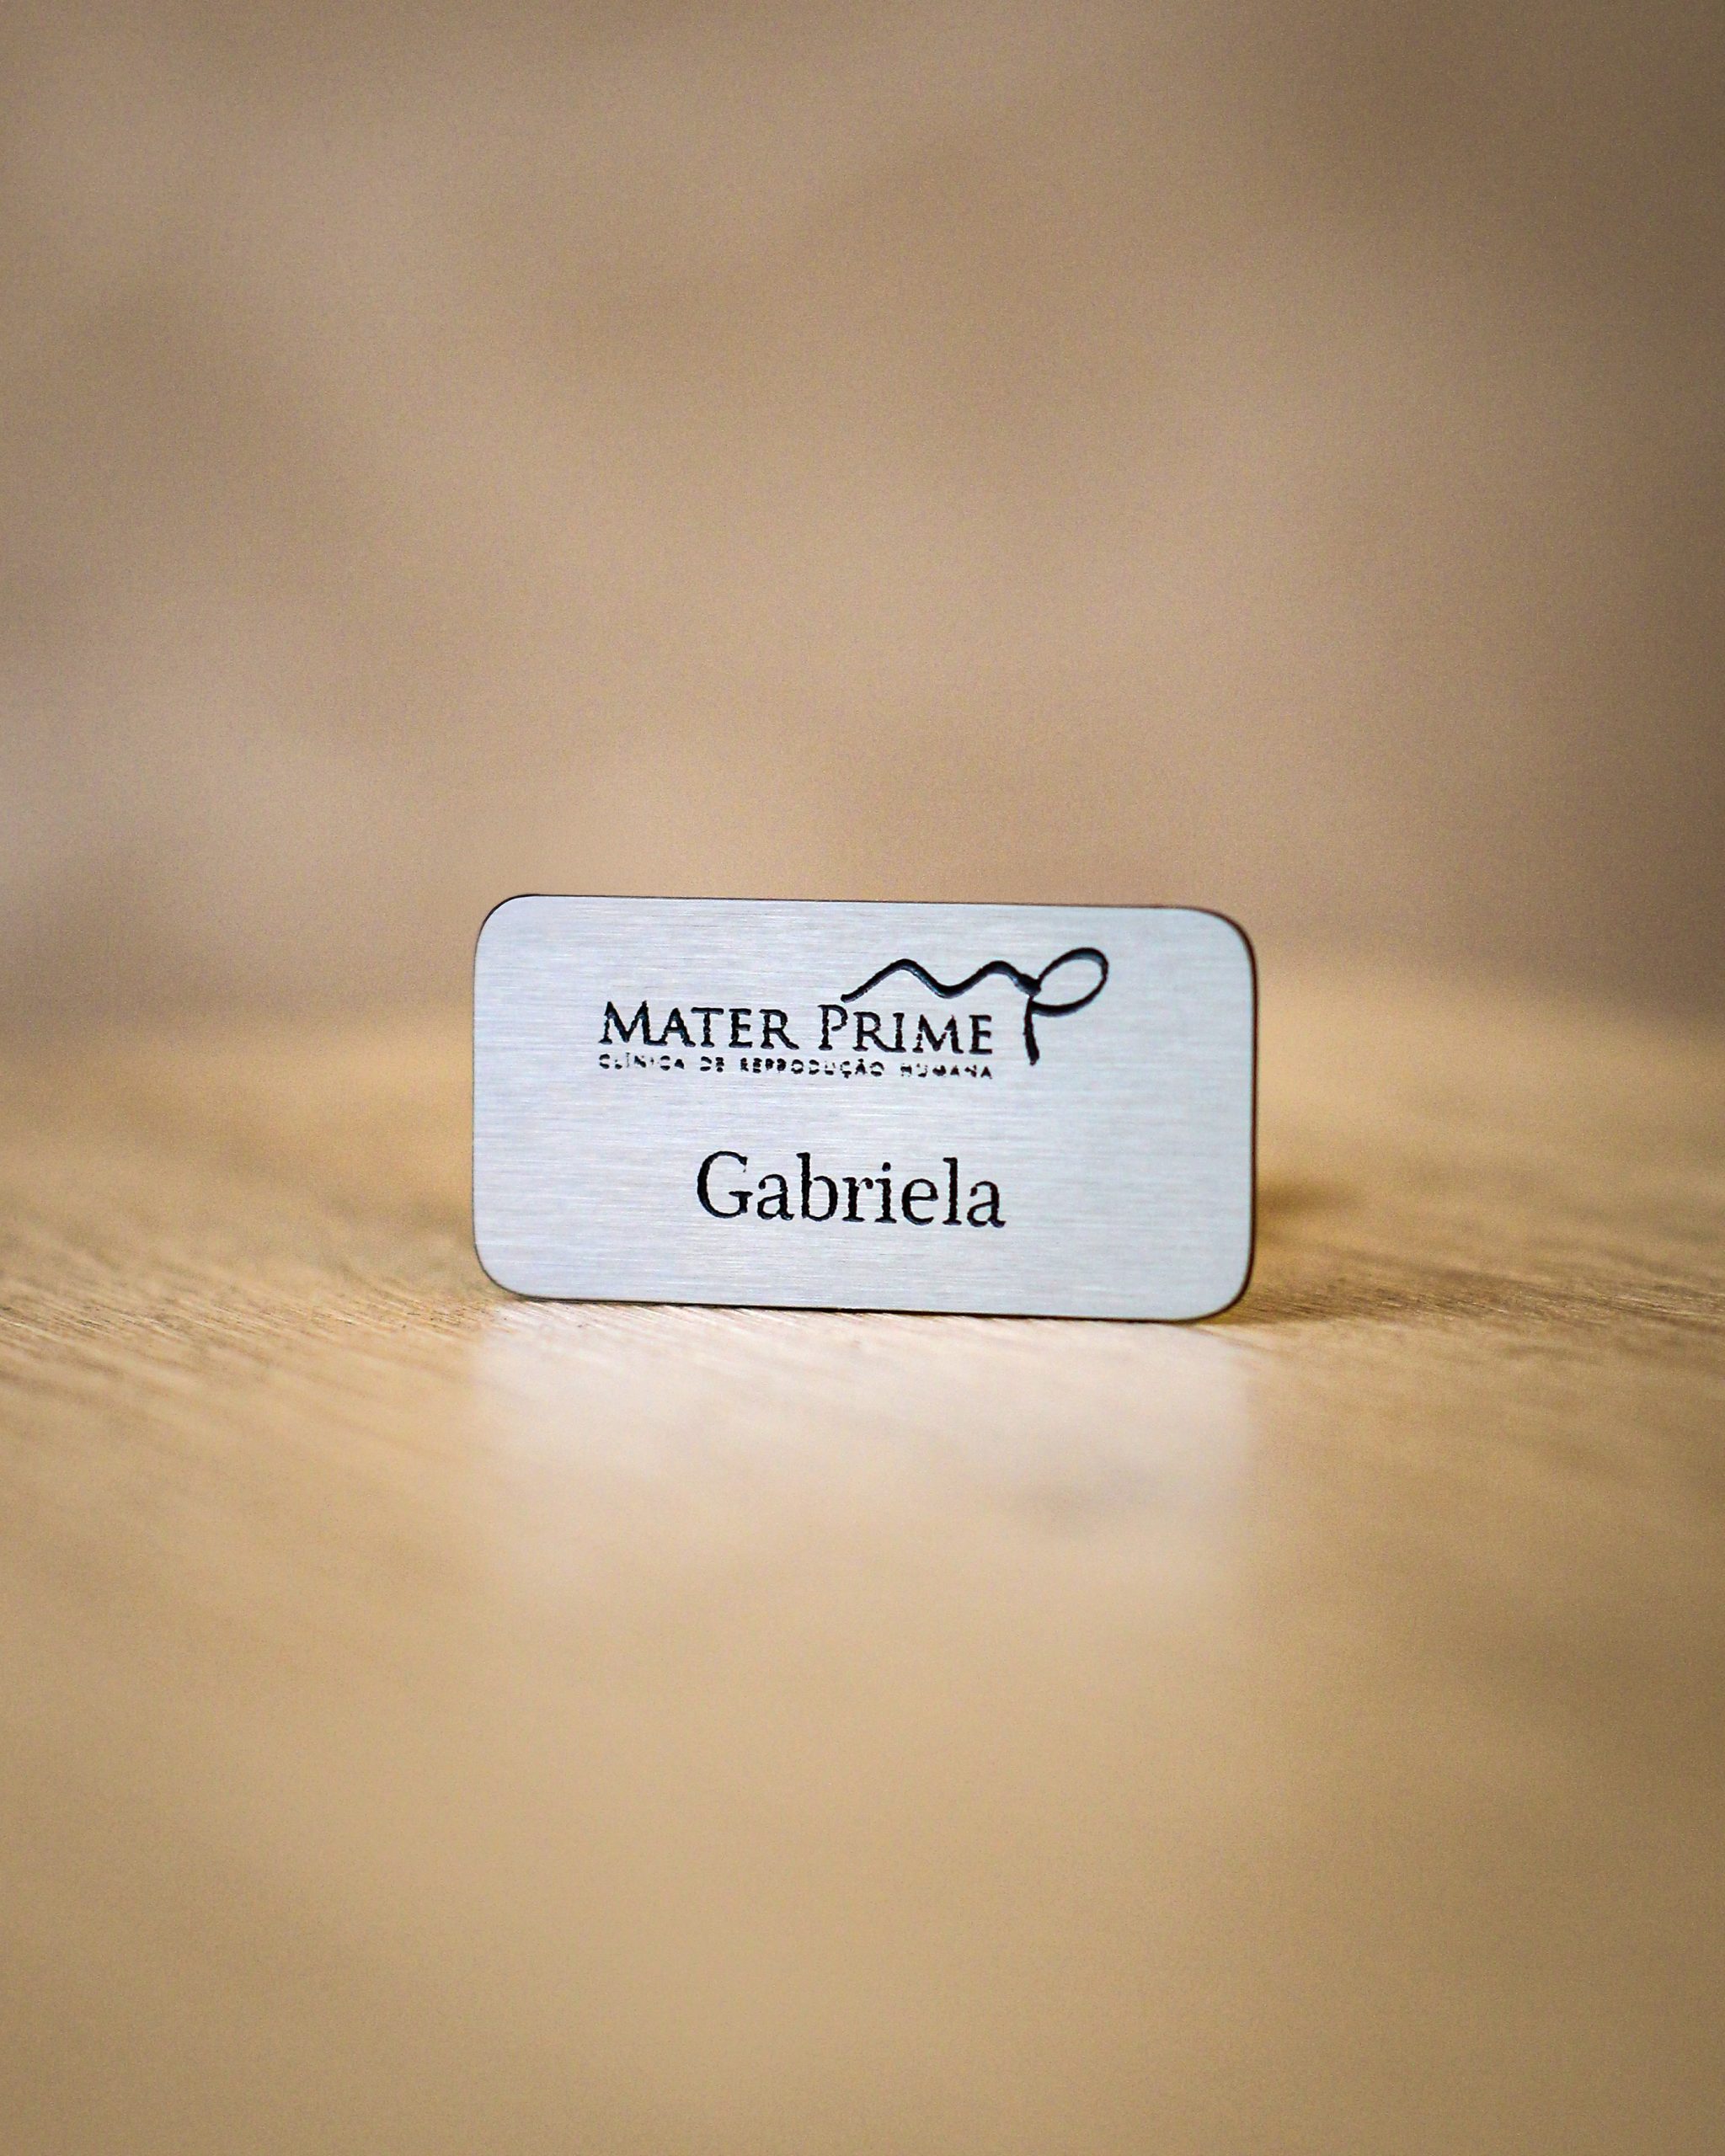 MATER PRIME
CLÍNICA DE REPRODUÇÃO HUMANA
Gabriela